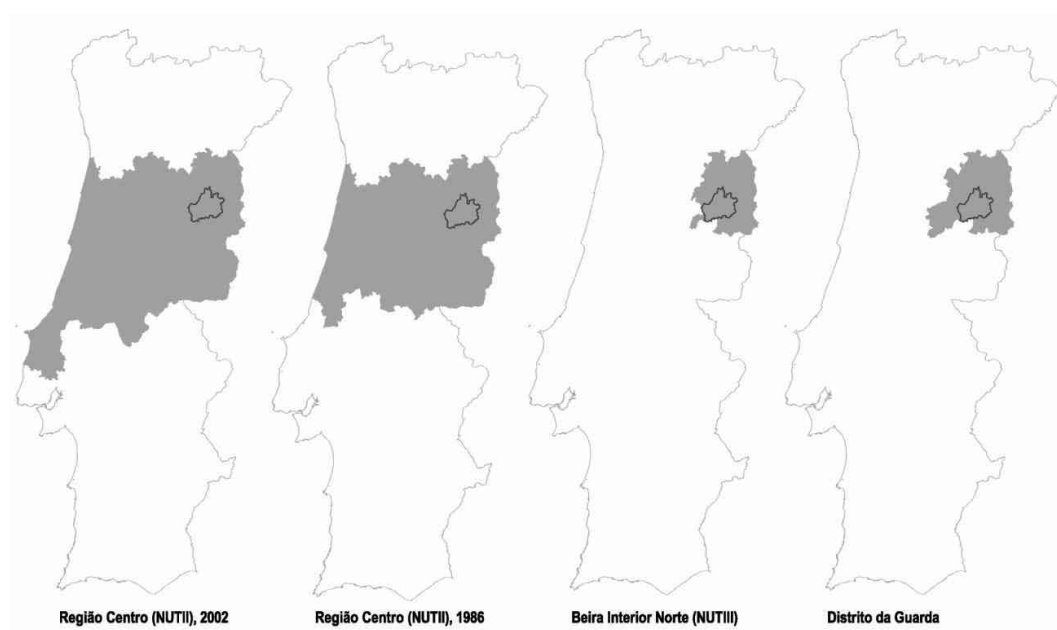 Região Centro (NUTII), 2002
Região Centro (NUTII), 1986
Beira Interior Norte (NUTIII)
Distrito da Guarda